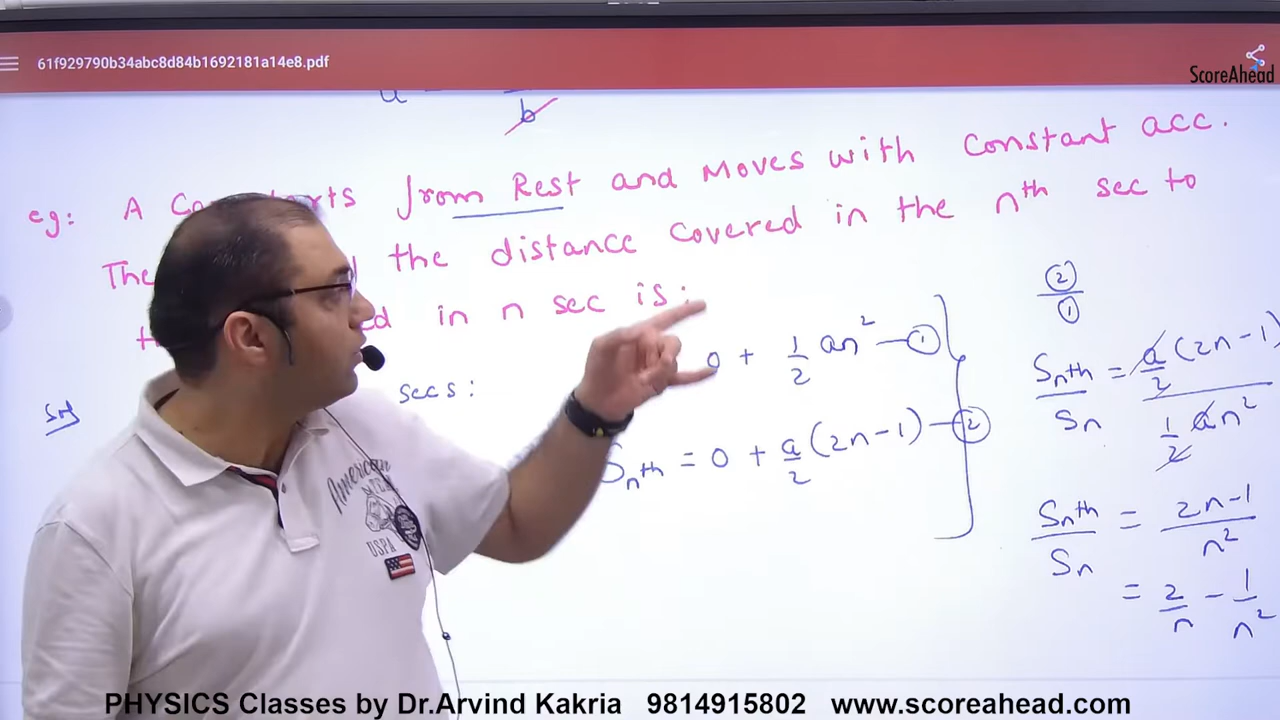 61f929790b34abc8d84b1692181a14e8.pdf
ScoreAhead
u =
b
eg: A from Rest and moves with constant acc.
The the distance covered in the nth sec to
in n sec is:
secs:
0 + 1/2 an² — ①
Snth = 0 + a/2 (2n-1) — ②
②/①
Snth/Sn = a/2 (2n-1) / 1/2 an²
Snth/Sn = 2n-1/n²
= 2/n - 1/n²
American
USPA
PHYSICS Classes by Dr.Arvind Kakria 9814915802 www.scoreahead.com